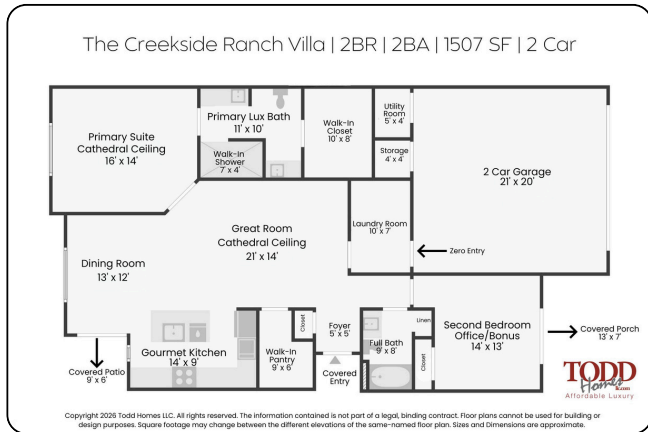 The Creekside Ranch Villa | 2BR | 2BA | 1507 SF | 2 Car
Primary Suite
Cathedral Ceiling
16' x 14'
Primary Lux Bath
11' x 10'
Walk-In
Shower
7' x 4'
Walk-In
Closet
10' x 8'
Utility
Room
5' x 4'
Storage
4' x 4'
2 Car Garage
21' x 20'
Great Room
Cathedral Ceiling
21' x 14'
Laundry Room
10' x 7'
Zero Entry
Dining Room
13' x 12'
Gourmet Kitchen
14' x 9'
Covered Patio
9' x 6'
Walk-In
Pantry
9' x 6'
Closet
Foyer
5' x 5'
Covered
Entry
Full Bath
9' x 8'
Linen
Closet
Second Bedroom
Office/Bonus
14' x 13'
Covered Porch
13' x 7'
TODD
Homes
LLC.com
Affordable Luxury
Copyright 2026 Todd Homes LLC. All rights reserved. The information contained is not part of a legal, binding contract. Floor plans cannot be used for building or
design purposes. Square footage may change between the different elevations of the same-named floor plan. Sizes and Dimensions are approximate.